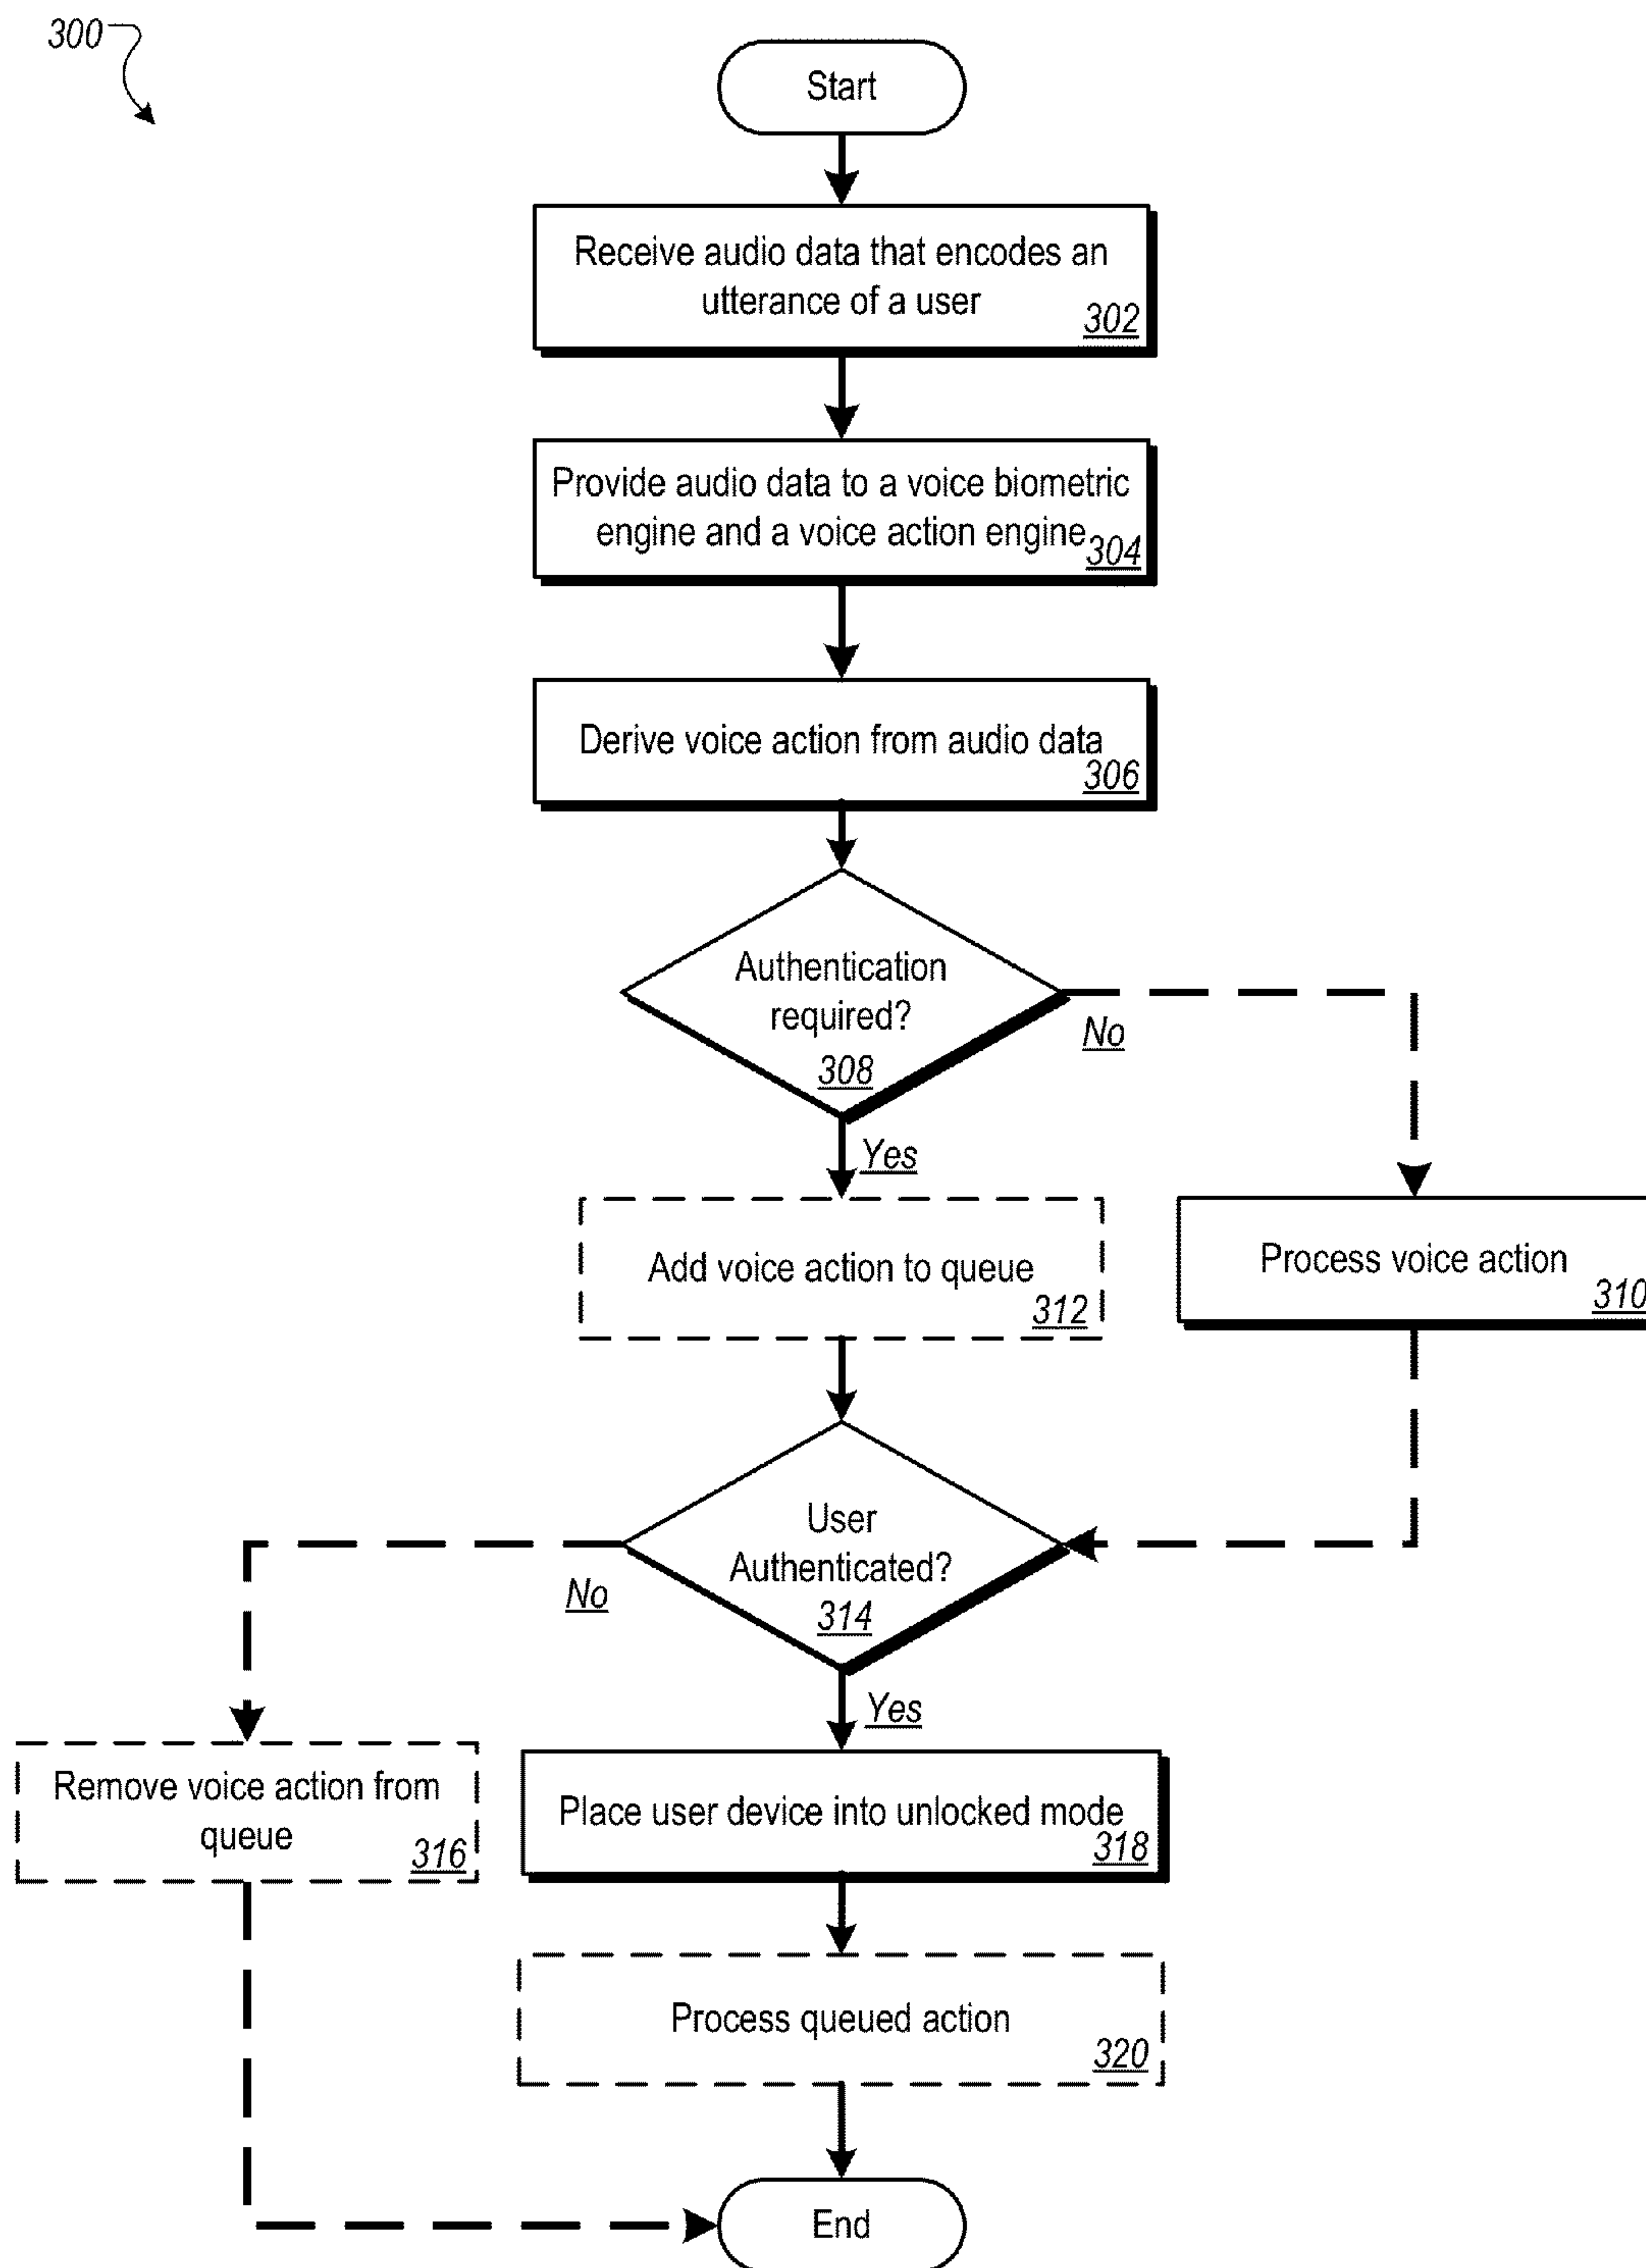 300
Start
Receive audio data that encodes an
utterance of a user
302
Provide audio data to a voice biometric
engine and a voice action engine
304
Derive voice action from audio data
306
Authentication
required?
308
No
Yes
Add voice action to queue
312
Process voice action
310
User
Authenticated?
314
No
Yes
Remove voice action from
queue
316
Place user device into unlocked mode
318
Process queued action
320
End